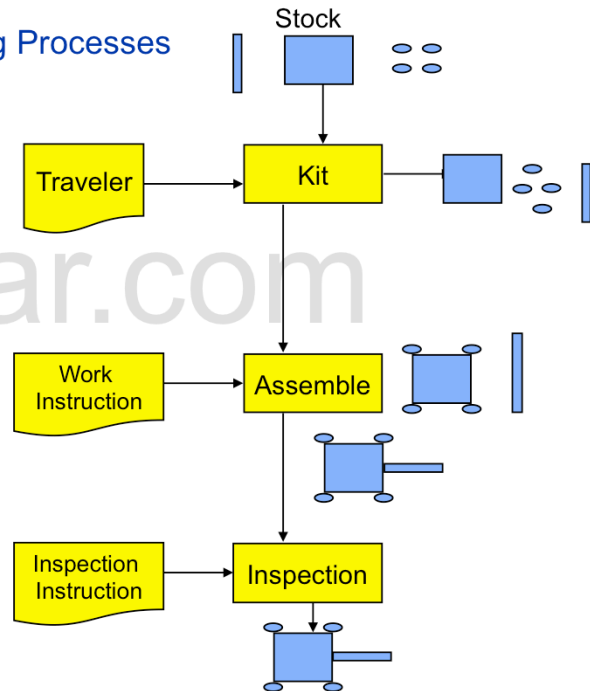 g Processes
Stock
Traveler
Kit
ar.com
Work
Instruction
Assemble
Inspection
Instruction
Inspection